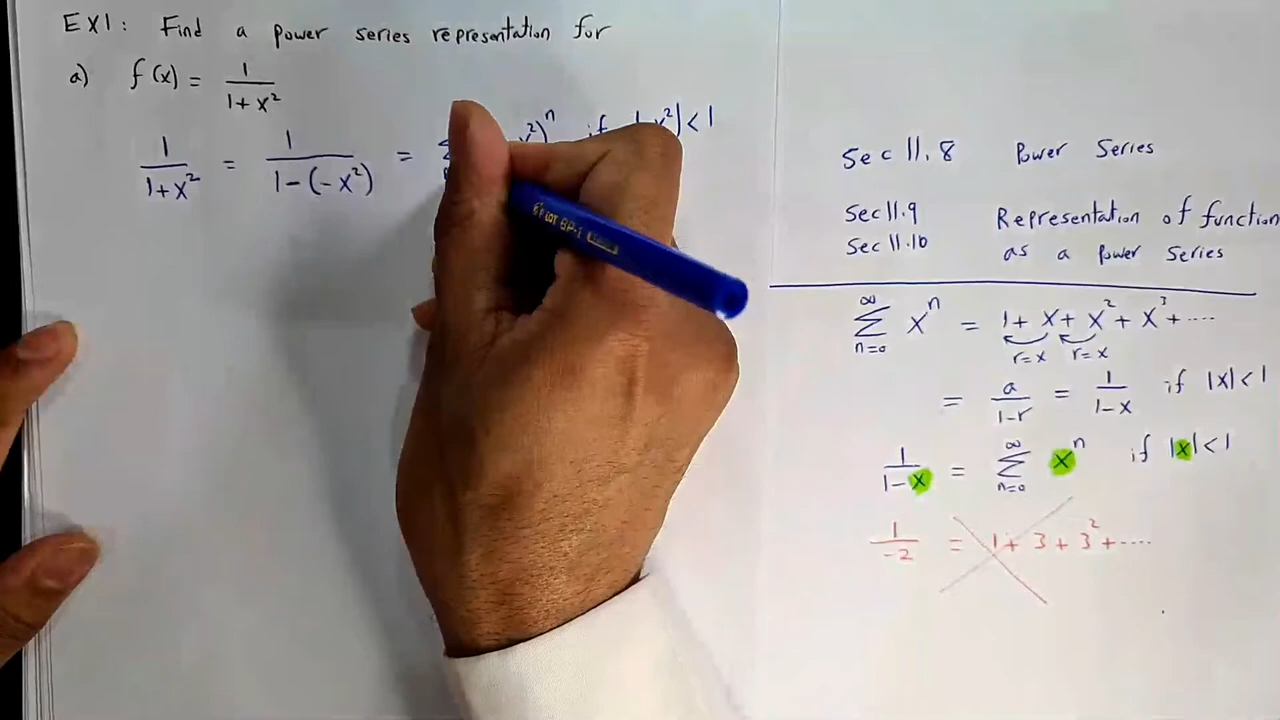 EX1: Find a power series representation for
a) f(x) = 1/(1+x²)
1/(1+x²) = 1/(1-(-x²)) = x²)ⁿ if x²|<1
Sec 11.8 Power Series
Sec 11.9 Representation of function
Sec 11.10 as a power series
∞ ∑ n=0 xⁿ = 1 + x + x² + x³ + ....
r=x r=x
= a/(1-r) = 1/(1-x) if |x|<1
1/(1-x) = ∞ ∑ n=0 xⁿ if |x|<1
1/-2 = 1 + 3 + 3² + ....